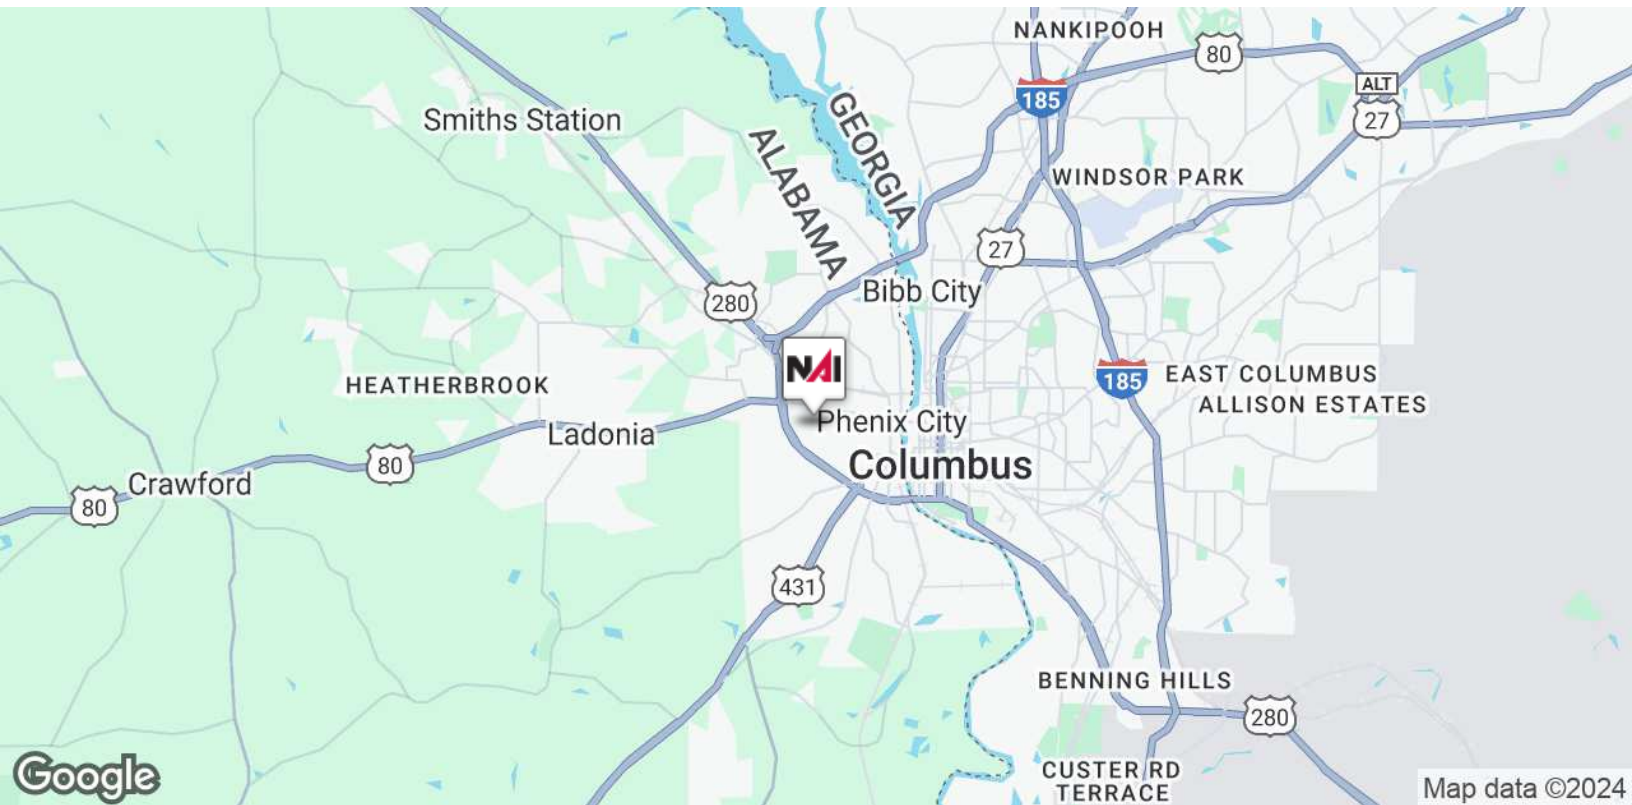 NANKIPOOH
80
ALT
27
185
Smiths Station
GEORGIA
ALABAMA
WINDSOR PARK
27
280
Bibb City
NAI
HEATHERBROOK
185
EAST COLUMBUS
ALLISON ESTATES
Phenix City
Ladonia
80
Columbus
Crawford
80
431
BENNING HILLS
280
CUSTER RD
TERRACE
Google
Map data ©2024